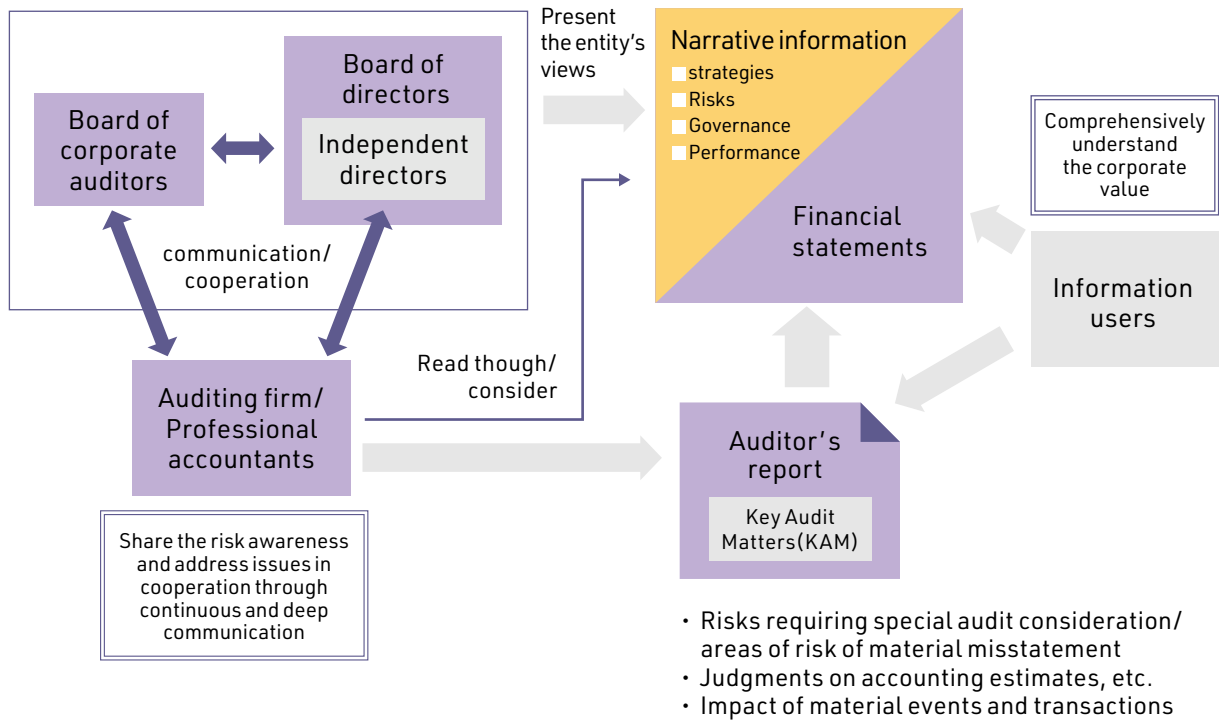 Board of
corporate
auditors
Board of
directors
Independent
directors
communication/
cooperation
Auditing firm/
Professional
accountants
Share the risk awareness
and address issues in
cooperation through
continuous and deep
communication
Present
the entity's
views
Read though/
consider
Narrative information
strategies
Risks
Governance
Performance
Financial
statements
Comprehensively
understand
the corporate
value
Information
users
Auditor's
report
Key Audit
Matters(KAM)
・Risks requiring special audit consideration/
areas of risk of material misstatement
・Judgments on accounting estimates, etc.
・Impact of material events and transactions